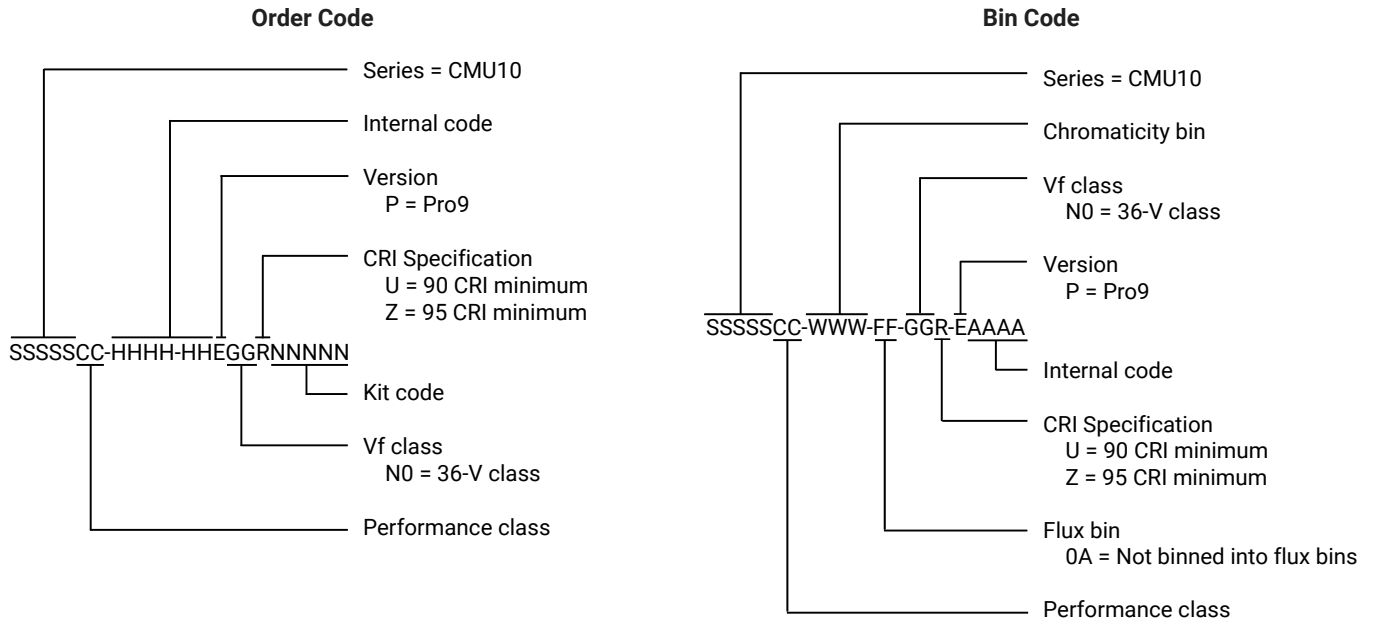 Order Code
Series = CMU10
Internal code
Version
P = Pro9
CRI Specification
U = 90 CRI minimum
Z = 95 CRI minimum
SSSSSCC-HHHH-HHEGGRNNNNN
Kit code
Vf class
N0 = 36-V class
Performance class
Bin Code
Series = CMU10
Chromaticity bin
Vf class
N0 = 36-V class
Version
P = Pro9
SSSSSCC-WWW-FF-GGR-EAAAA
Internal code
CRI Specification
U = 90 CRI minimum
Z = 95 CRI minimum
Flux bin
0A = Not binned into flux bins
Performance class